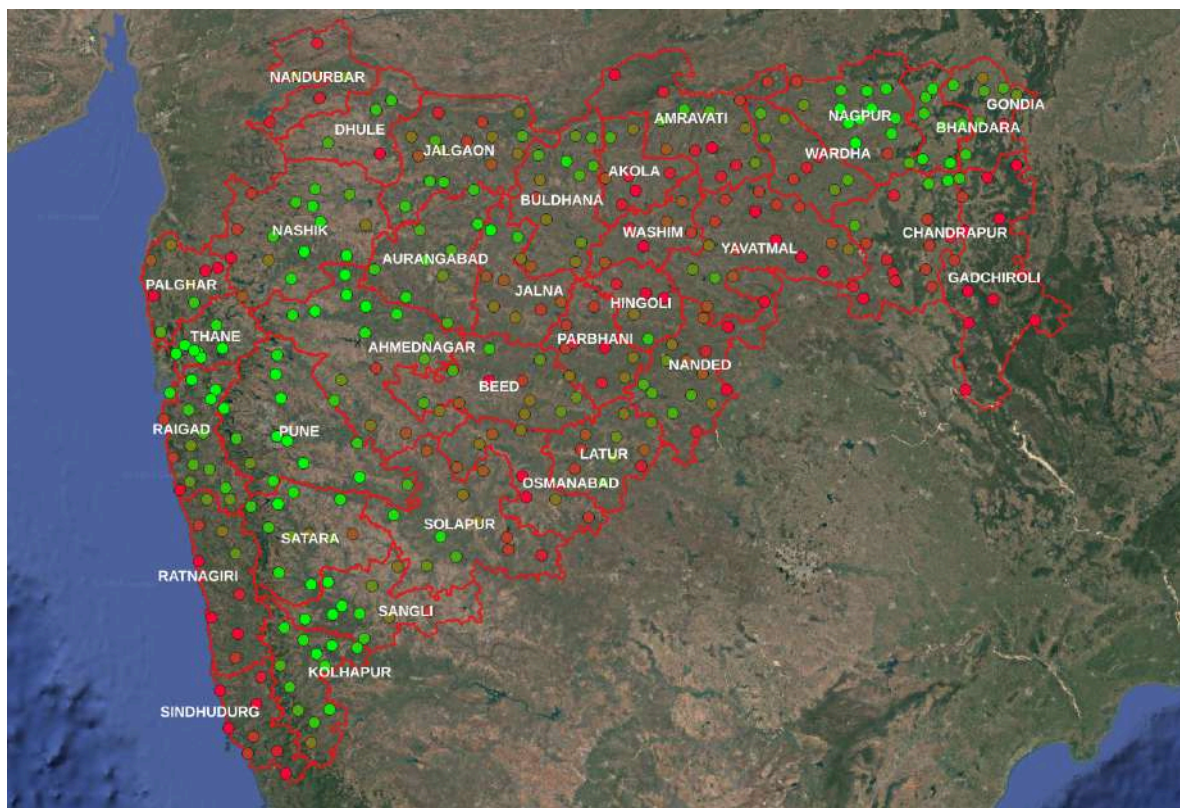 NANDURBAR
DHULE
JALGAON
AMRAVATI
NAGPUR
GONDIA
BHANDARA
WARDHA
AKOLA
BULDHANA
NASHIK
WASHIM
YAVATMAL
CHANDRAPUR
AURANGABAD
GADCHIROLI
PALGHAR
JALNA
HINGOLI
THANE
PARBHANI
AHMEDNAGAR
NANDED
BEED
RAIGAD
PUNE
LATUR
OSMANABAD
SOLAPUR
SATARA
RATNAGIRI
SANGLI
KOLHAPUR
SINDHUDURG